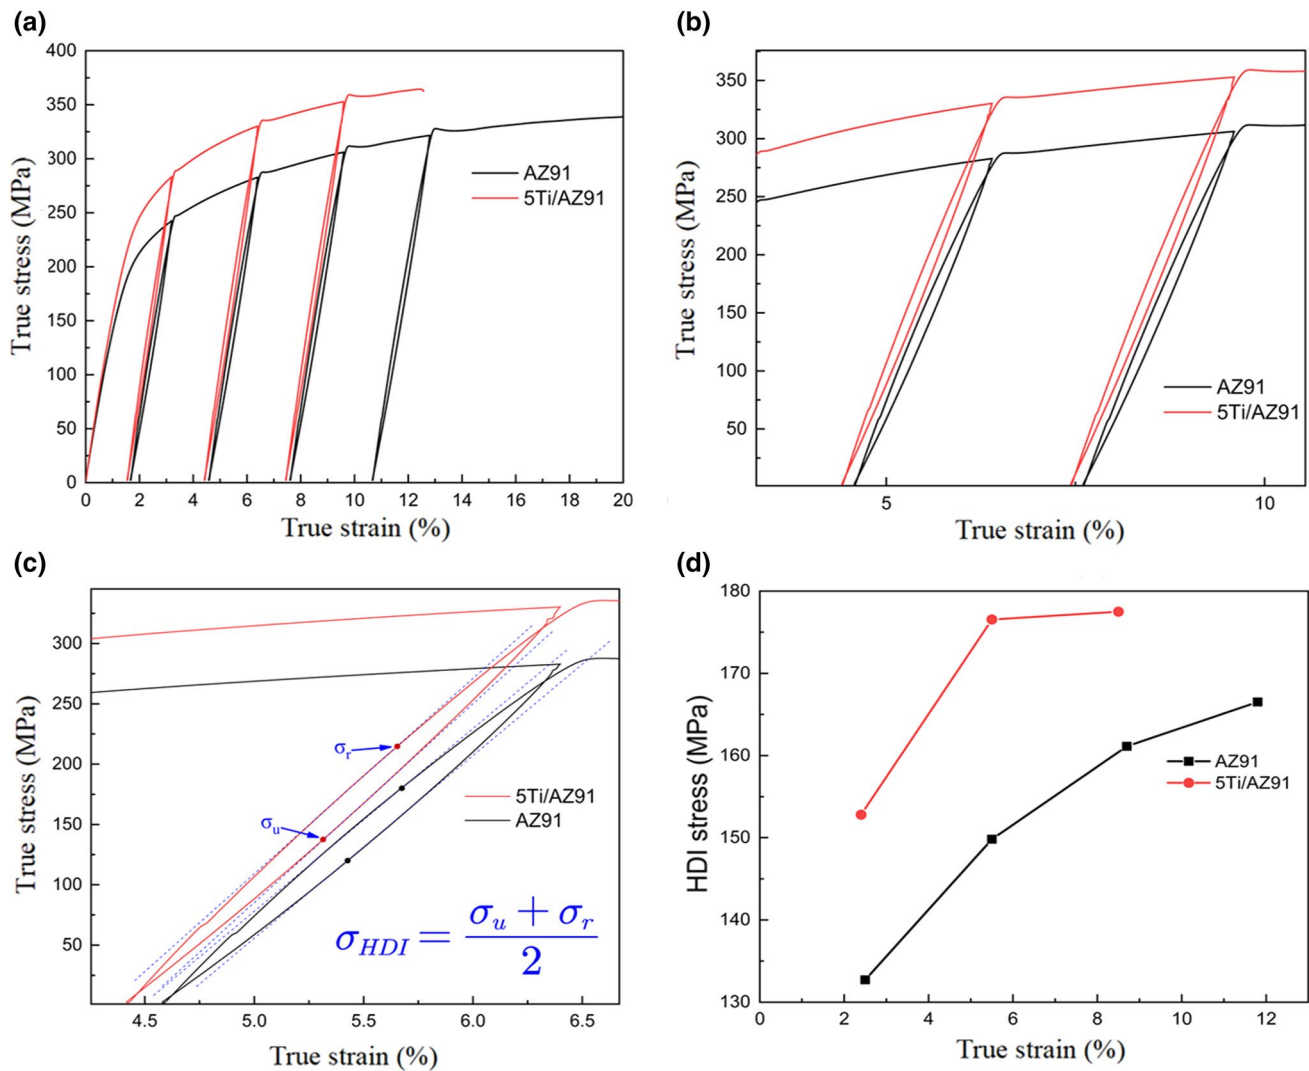 (a)
400
350
300
250
200
150
100
50
0
True stress (MPa)
AZ91
5Ti/AZ91
0 2 4 6 8 10 12 14 16 18 20
True strain (%)
(b)
350
300
250
200
150
100
50
True stress (MPa)
AZ91
5Ti/AZ91
5 10
True strain (%)
(c)
300
250
200
150
100
50
True stress (MPa)
σr
σu
5Ti/AZ91
AZ91
σHDI = (σu + σr) / 2
4.5 5.0 5.5 6.0 6.5
True strain (%)
(d)
180
170
160
150
140
130
HDI stress (MPa)
AZ91
5Ti/AZ91
0 2 4 6 8 10 12
True strain (%)